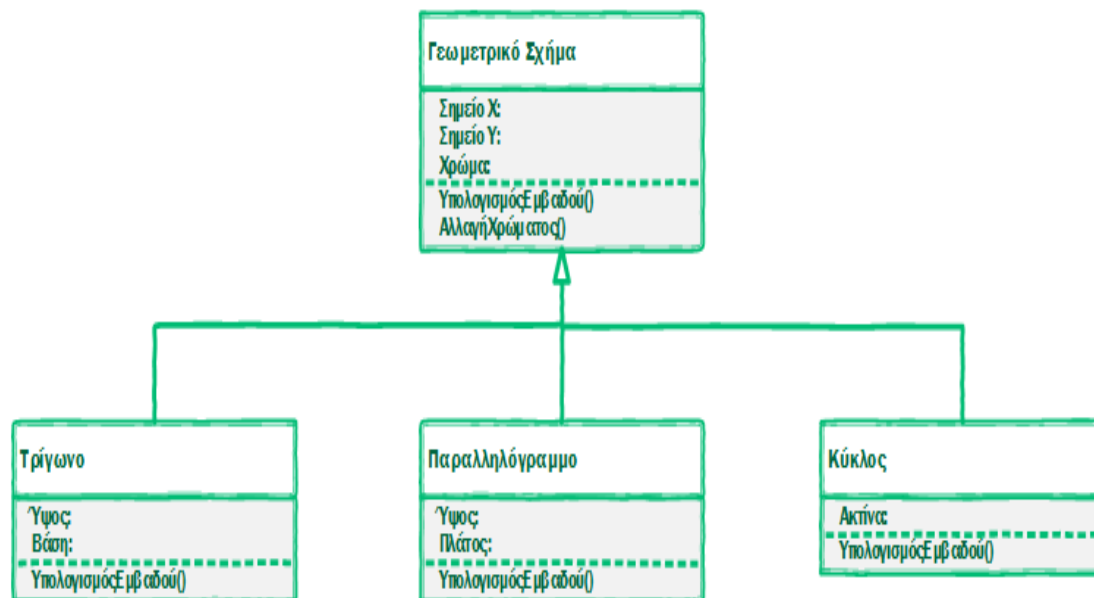 Γεωμετρικό Σχήμα
Σημείο Χ:
Σημείο Υ:
Χρώμα:
ΥπολογισμόςΕμβαδού()
ΑλλαγήΧρώματος()
Τρίγωνο
Ύψος:
Βάση:
ΥπολογισμόςΕμβαδού()
Παραλληλόγραμμο
Ύψος:
Πλάτος:
ΥπολογισμόςΕμβαδού()
Κύκλος
Ακτίνα:
ΥπολογισμόςΕμβαδού()